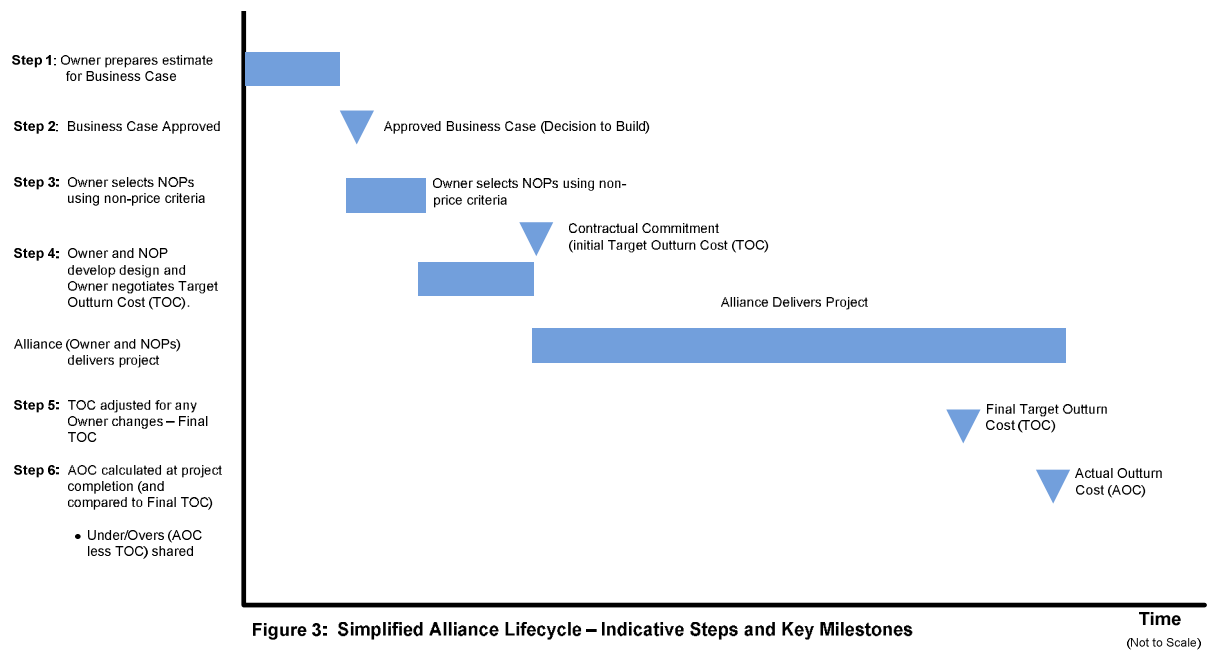 Step 1: Owner prepares estimate
for Business Case
Step 2: Business Case Approved
Approved Business Case (Decision to Build)
Step 3: Owner selects NOPs
using non-price criteria
Owner selects NOPs using non-
price criteria
Contractual Commitment
(initial Target Outturn Cost (TOC)
Step 4: Owner and NOP
develop design and
Owner negotiates Target
Outturn Cost (TOC).
Alliance Delivers Project
Alliance (Owner and NOPs)
delivers project
Step 5: TOC adjusted for any
Owner changes – Final
TOC
Final Target Outturn
Cost (TOC)
Step 6: AOC calculated at project
completion (and
compared to Final TOC)
Actual Outturn
Cost (AOC)
• Under/Overs (AOC
less TOC) shared
Figure 3: Simplified Alliance Lifecycle – Indicative Steps and Key Milestones
Time
(Not to Scale)